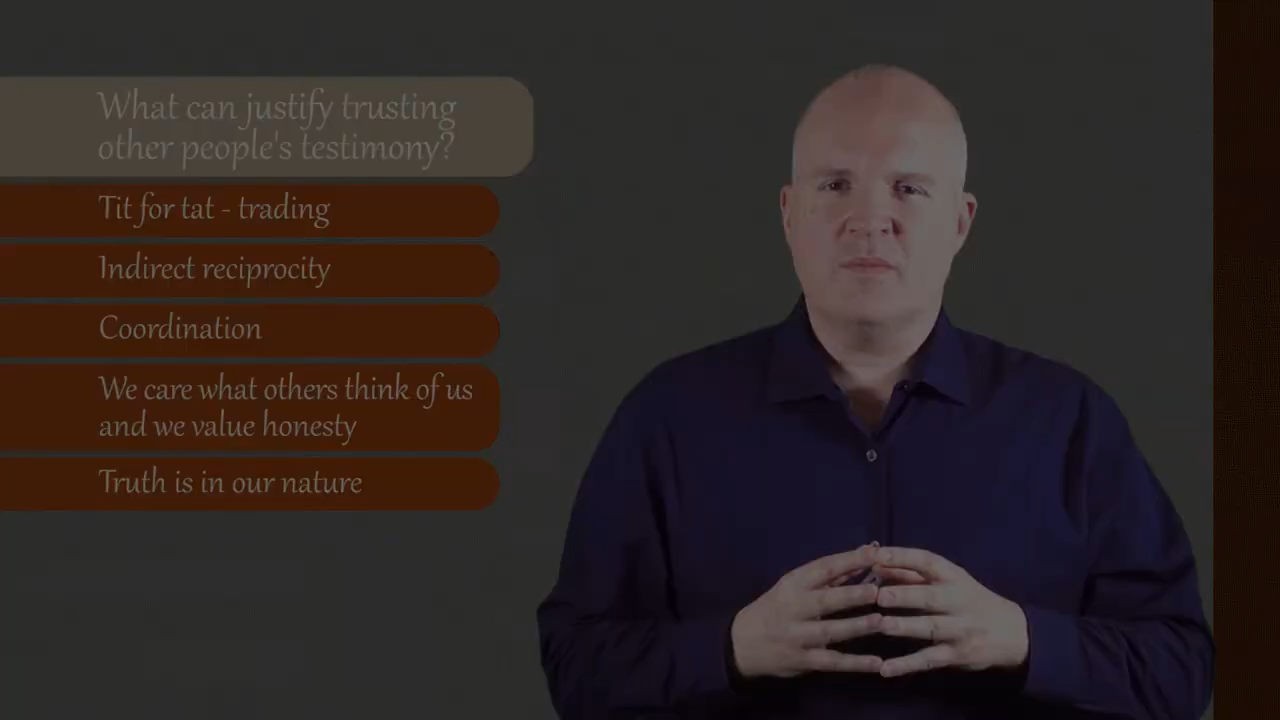 What can justify trusting
other people's testimony?
Tit for tat - trading
Indirect reciprocity
Coordination
We care what others think of us
and we value honesty
Truth is in our nature